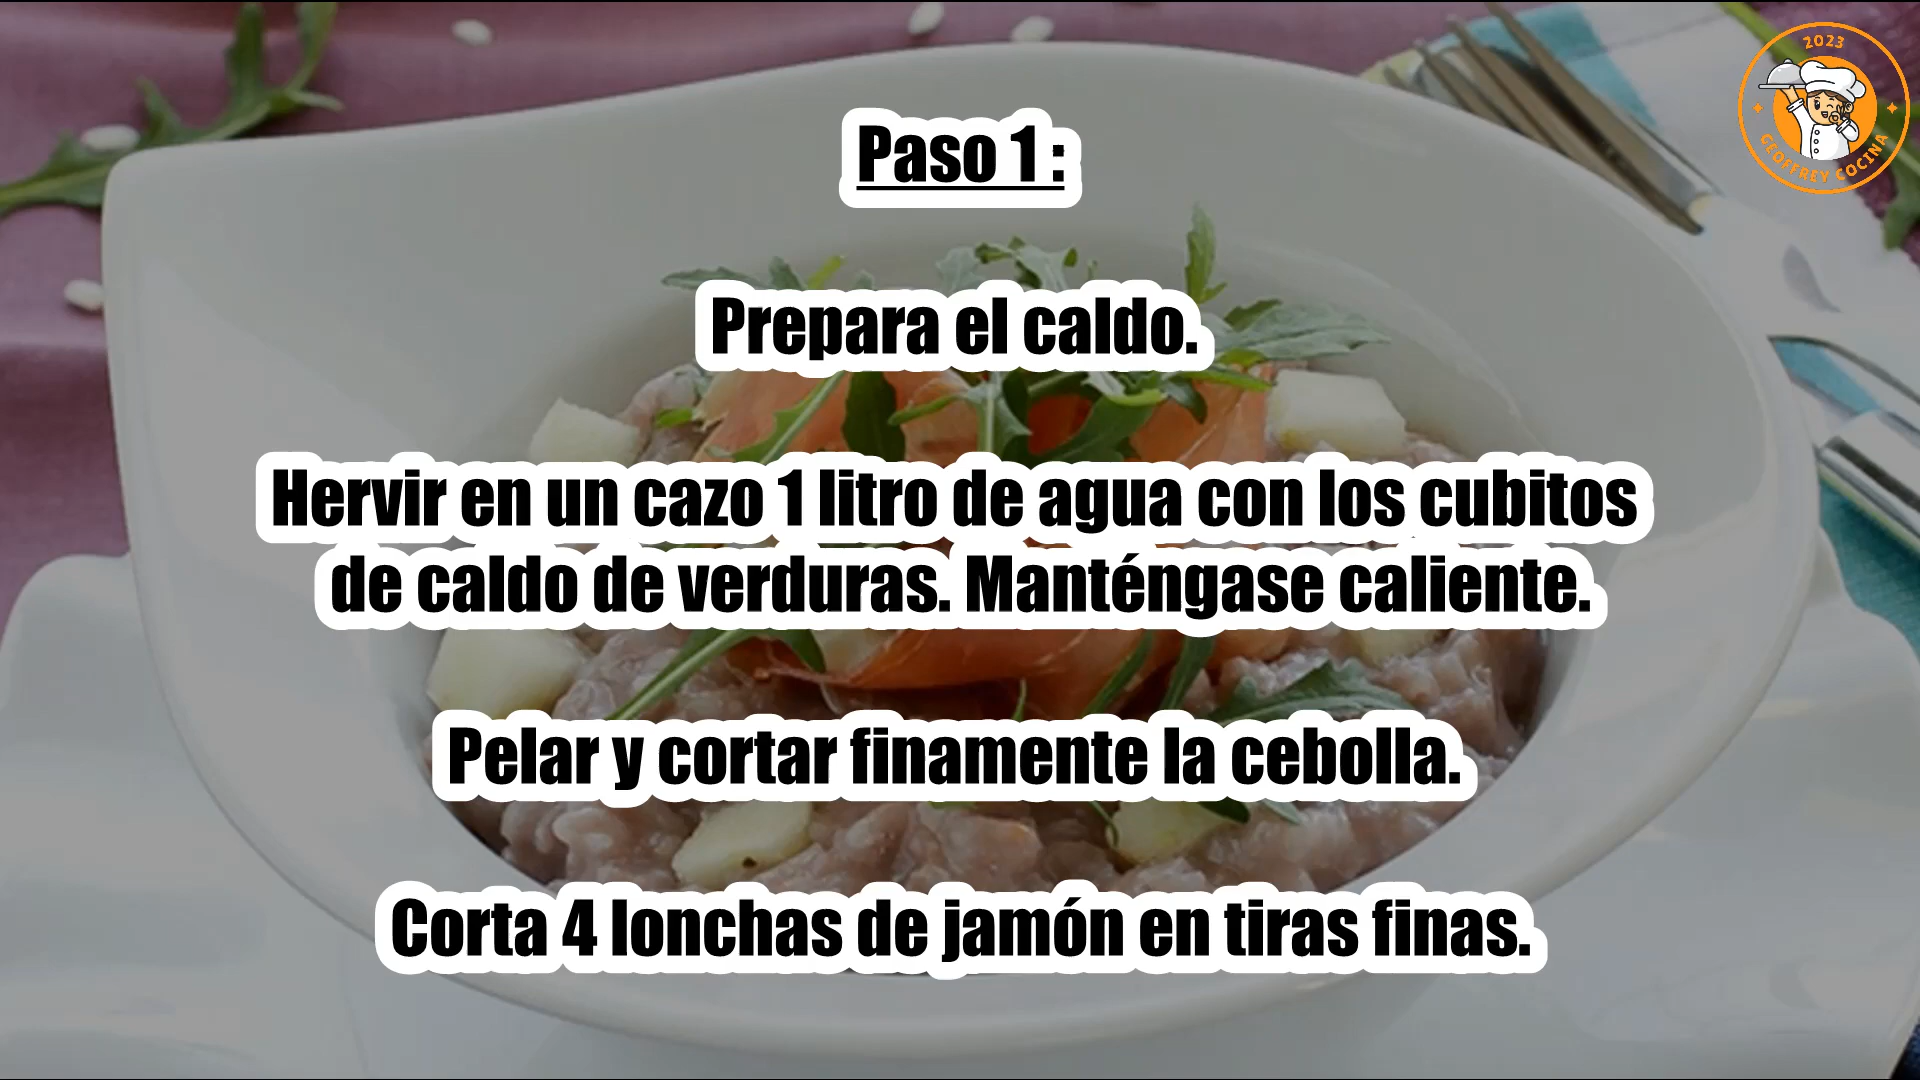 2023
GEOFFREY COCINA
Paso 1 :
Prepara el caldo.
Hervir en un cazo 1 litro de agua con los cubitos
de caldo de verduras. Manténgase caliente.
Pelar y cortar finamente la cebolla.
Corta 4 lonchas de jamón en tiras finas.